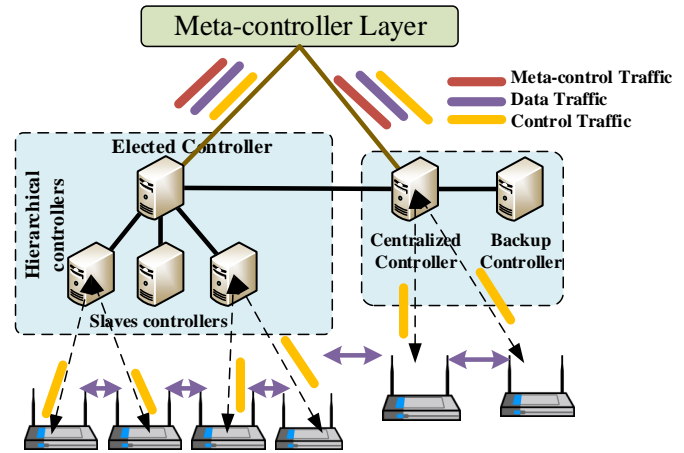 Meta-controller Layer
Meta-control Traffic
Data Traffic
Control Traffic
Elected Controller
Hierarchical
controllers
Centralized
Controller
Backup
Controller
Slaves controllers